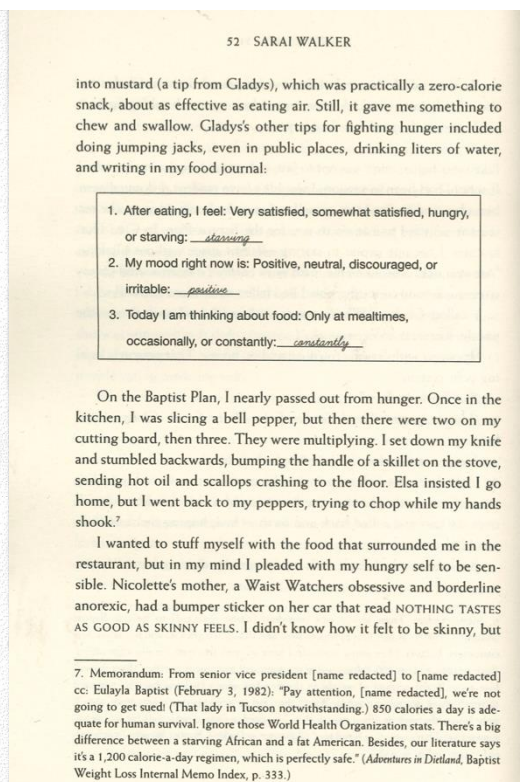 52 SARAI WALKER
into mustard (a tip from Gladys), which was practically a zero-calorie
snack, about as effective as eating air. Still, it gave me something to
chew and swallow. Gladys's other tips for fighting hunger included
doing jumping jacks, even in public places, drinking liters of water,
and writing in my food journal:
1. After eating, I feel: Very satisfied, somewhat satisfied, hungry,
or starving: starving
2. My mood right now is: Positive, neutral, discouraged, or
irritable: positive
3. Today I am thinking about food: Only at mealtimes,
occasionally, or constantly: constantly
On the Baptist Plan, I nearly passed out from hunger. Once in the
kitchen, I was slicing a bell pepper, but then there were two on my
cutting board, then three. They were multiplying. I set down my knife
and stumbled backwards, bumping the handle of a skillet on the stove,
sending hot oil and scallops crashing to the floor. Elsa insisted I go
home, but I went back to my peppers, trying to chop while my hands
shook.7
I wanted to stuff myself with the food that surrounded me in the
restaurant, but in my mind I pleaded with my hungry self to be sen-
sible. Nicolette's mother, a Waist Watchers obsessive and borderline
anorexic, had a bumper sticker on her car that read NOTHING TASTES
AS GOOD AS SKINNY FEELS. I didn't know how it felt to be skinny, but
7. Memorandum: From senior vice president [name redacted] to [name redacted]
cc: Eulayla Baptist (February 3, 1982): "Pay attention, [name redacted], we're not
going to get sued! (That lady in Tucson notwithstanding.) 850 calories a day is ade-
quate for human survival. Ignore those World Health Organization stats. There's a big
difference between a starving African and a fat American. Besides, our literature says
it's a 1,200 calorie-a-day regimen, which is perfectly safe." (Adventures in Dietland, Baptist
Weight Loss Internal Memo Index, p. 333.)